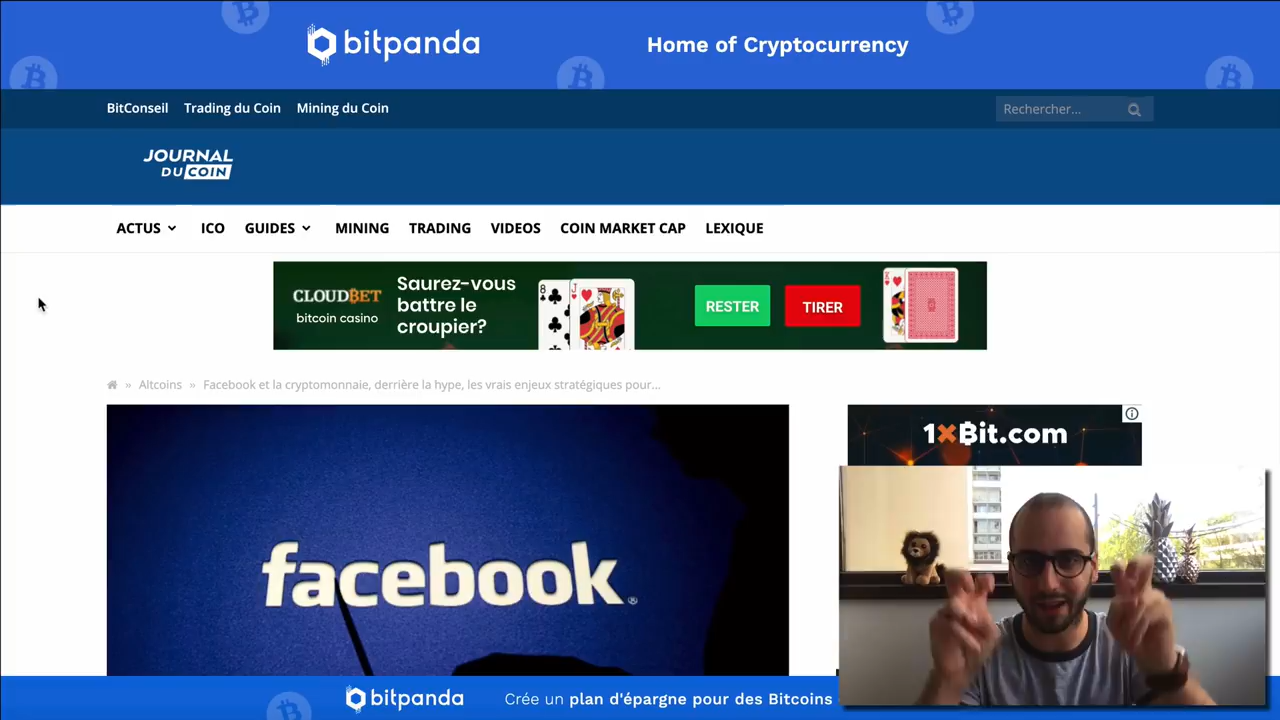 bitpanda
Home of Cryptocurrency
BitConseil Trading du Coin Mining du Coin
Rechercher...
JOURNAL
DU COIN
ACTUS ICO GUIDES MINING TRADING VIDEOS COIN MARKET CAP LEXIQUE
CLOUDBET
bitcoin casino
Saurez-vous
battre le
croupier?
8
J
RESTER
TIRER
K
» Altcoins » Facebook et la cryptomonnaie, derrière la hype, les vrais enjeux stratégiques pour...
1xBit.com
facebook®
bitpanda
Crée un plan d'épargne pour des Bitcoins